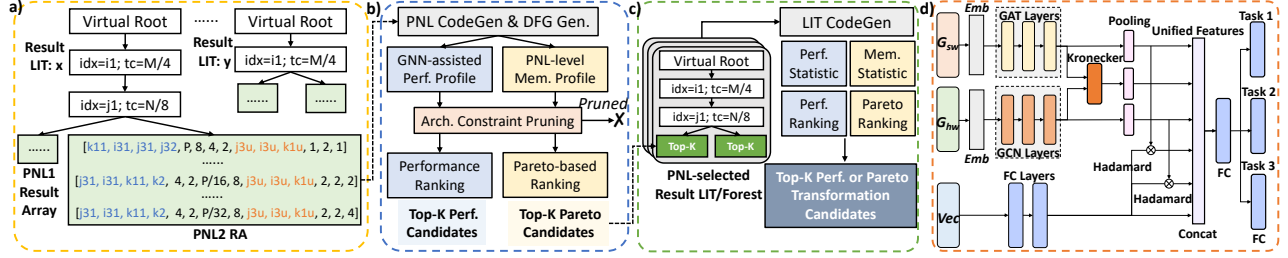 a)
Virtual Root
......
Virtual Root
Result
LIT: x
idx=i1; tc=M/4
Result
LIT: y
idx=i1; tc=M/4
idx=j1; tc=N/8
......
......
......
PNL1
Result
Array
[k11, i31, j31, j32, P, 8, 4, 2, j3u, i3u, k1u, 1, 2, 1]
......
[j31, i31, k11, k2, 4, 2, P/16, 8, j3u, i3u, k1u, 2, 2, 2]
......
[j31, i31, k11, k2, 4, 2, P/32, 8, j3u, i3u, k1u, 2, 2, 4]
PNL2 RA
b)
PNL CodeGen & DFG Gen.
GNN-assisted
Perf. Profile
PNL-level
Mem. Profile
Pruned
Arch. Constraint Pruning
X
Performance
Ranking
Pareto-based
Ranking
Top-K Perf.
Candidates
Top-K Pareto
Candidates
c)
LIT CodeGen
Virtual Root
idx=i1; tc=M/4
idx=j1; tc=N/8
Top-K
Top-K
PNL-selected
Result LIT/Forest
Perf.
Statistic
Mem.
Statistic
Perf.
Ranking
Pareto
Ranking
Top-K Perf. or Pareto
Transformation
Candidates
d)
Emb
GAT Layers
Pooling
Task 1
Unified Features
Gsw
Kronecker
Task 2
Ghw
Emb
GCN Layers
Hadamard
FC
Task 3
FC Layers
Hadamard
Vec
Concat
FC